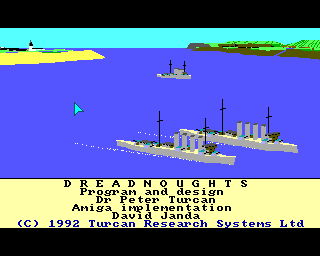 DREADNOUGHTS
Program and design
Dr Peter Turcan
Amiga implementation
David Janda
(C) 1992 Turcan Research Systems Ltd